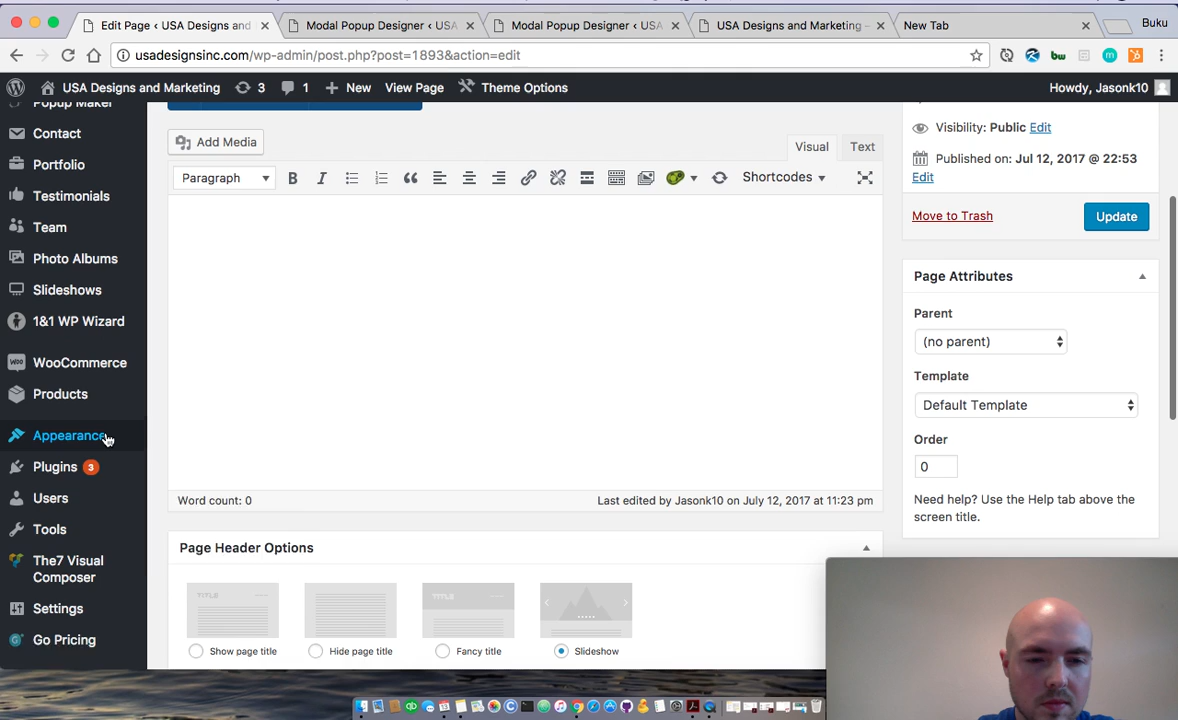 Edit Page ‹ USA Designs and
Modal Popup Designer ‹ USA
Modal Popup Designer ‹ USA
USA Designs and Marketing –
New Tab
Buku
usadesignsinc.com/wp-admin/post.php?post=1893&action=edit
USA Designs and Marketing
3
1
New
View Page
Theme Options
Howdy, Jasonk10
Popup Maker
Contact
Portfolio
Testimonials
Team
Photo Albums
Slideshows
1&1 WP Wizard
WooCommerce
Products
Appearance
Plugins 3
Users
Tools
The7 Visual
Composer
Settings
Go Pricing
Add Media
Visual
Text
Paragraph
Shortcodes
Word count: 0
Last edited by Jasonk10 on July 12, 2017 at 11:23 pm
Page Header Options
TITLE
TITLE
Show page title
Hide page title
Fancy title
Slideshow
Visibility: Public Edit
Published on: Jul 12, 2017 @ 22:53
Edit
Move to Trash
Update
Page Attributes
Parent
(no parent)
Template
Default Template
Order
0
Need help? Use the Help tab above the
screen title.